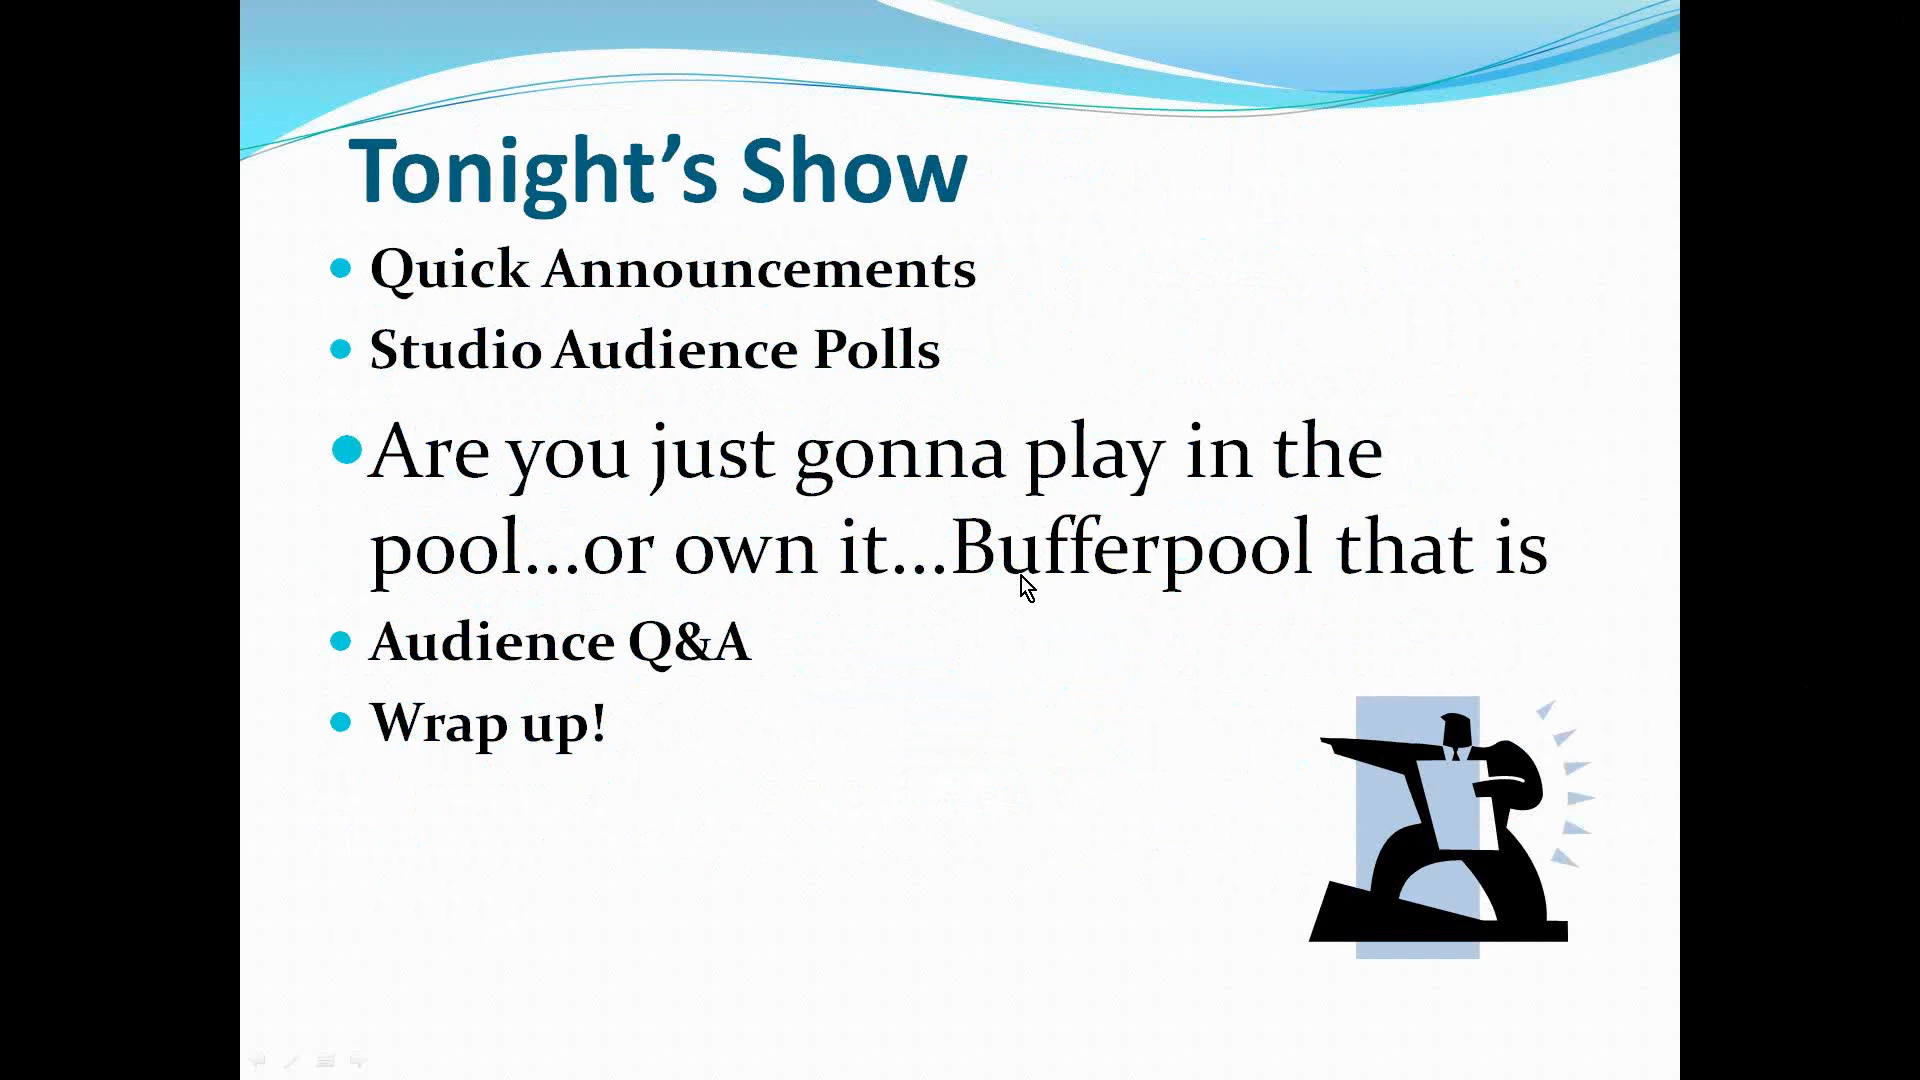 Tonight’s Show
• Quick Announcements
• Studio Audience Polls
• Are you just gonna play in the
pool…or own it…Bufferpool that is
• Audience Q&A
• Wrap up!